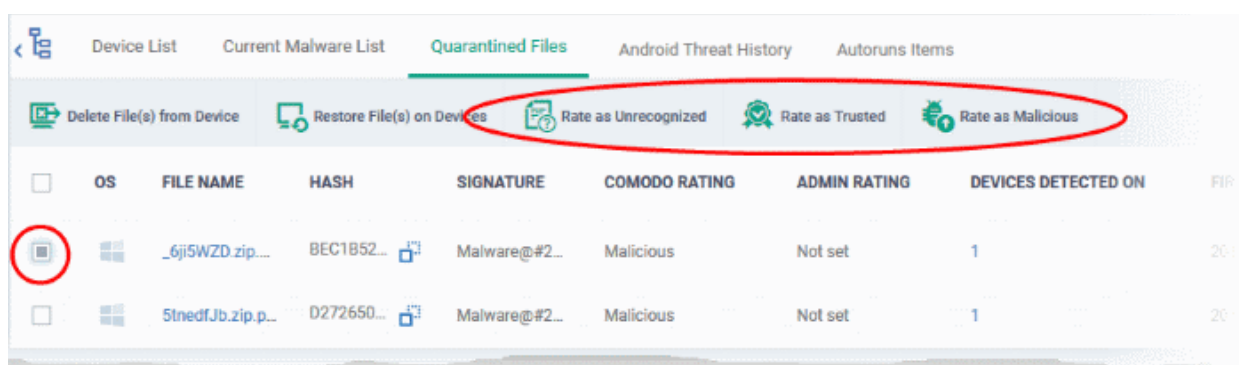 Device List Current Malware List Quarantined Files Android Threat History Autoruns Items
Delete File(s) from Device Restore File(s) on Devices Rate as Unrecognized Rate as Trusted Rate as Malicious
OS FILE NAME HASH SIGNATURE COMODO RATING ADMIN RATING DEVICES DETECTED ON
_6ji5WZD.zip.... BEC1B52... Malware@#2... Malicious Not set 1
5tnedfJb.zip.p... D272650... Malware@#2... Malicious Not set 1